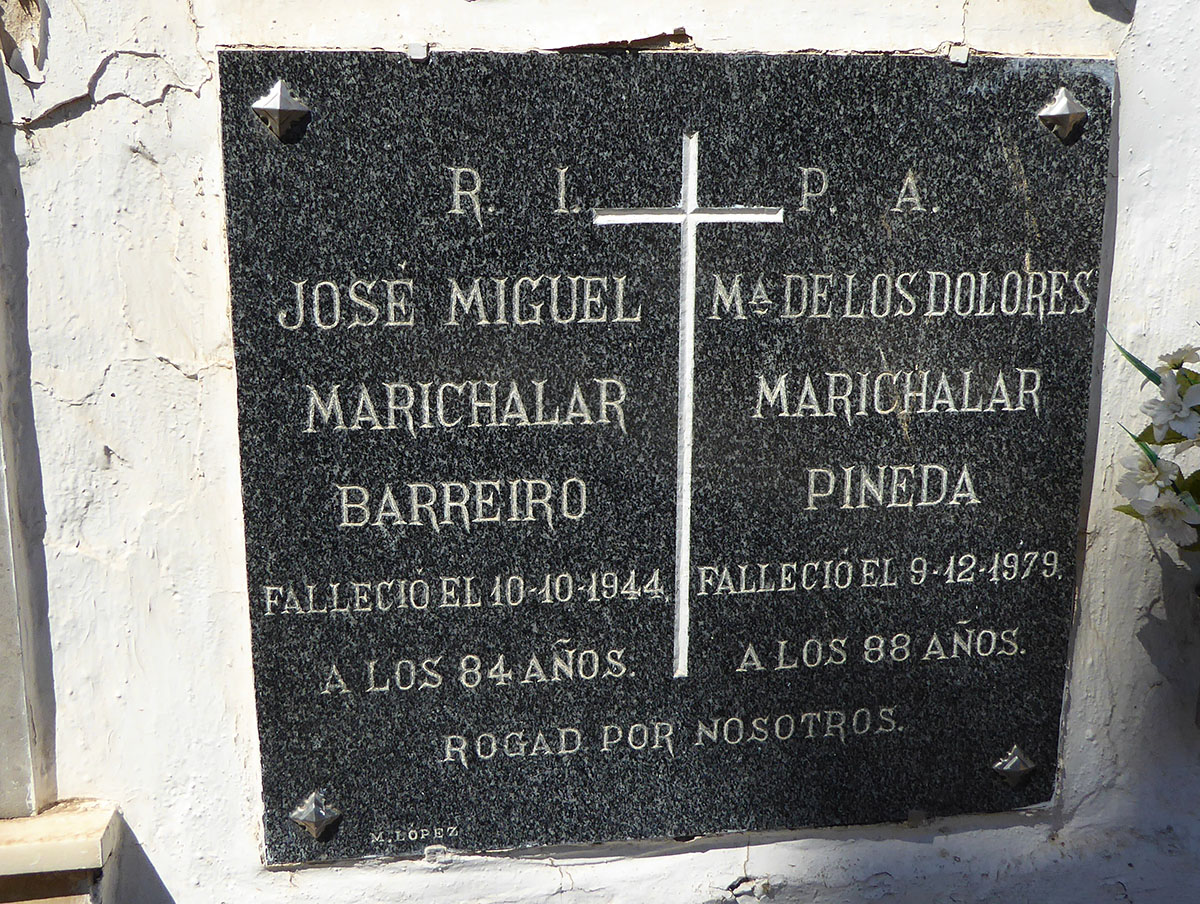 R. I. P. A.
JOSÉ MIGUEL
MARICHALAR
BARREIRO
FALLECIÓ EL 10-10-1944,
A LOS 84 AÑOS.
Mª DE LOS DOLORES
MARICHALAR
PINEDA
FALLECIÓ EL 9-12-1979,
A LOS 88 AÑOS.
ROGAD POR NOSOTROS.
M. LÓPEZ